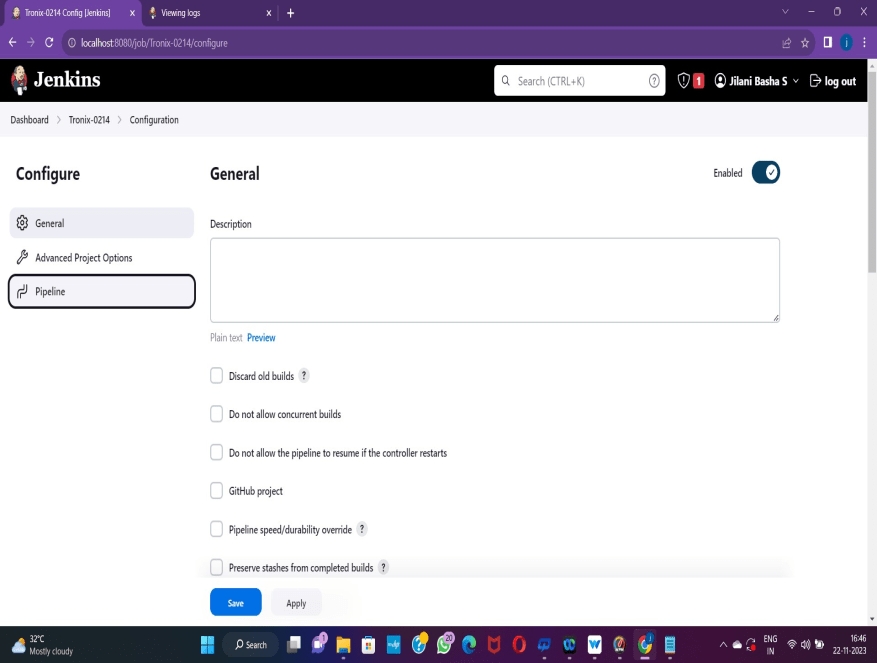 Tronix-0214 Config [Jenkins]
Viewing logs
localhost:8080/job/Tronix-0214/configure
Jenkins
Search (CTRL+K)
?
1
Jilani Basha S
log out
Dashboard > Tronix-0214 > Configuration
Configure
General
Advanced Project Options
Pipeline
General
Enabled
Description
Plain text Preview
Discard old builds ?
Do not allow concurrent builds
Do not allow the pipeline to resume if the controller restarts
GitHub project
Pipeline speed/durability override ?
Preserve stashes from completed builds ?
Save
Apply
32°C
Mostly cloudy
Search
1
20
ENG
IN
16:46
22-11-2023